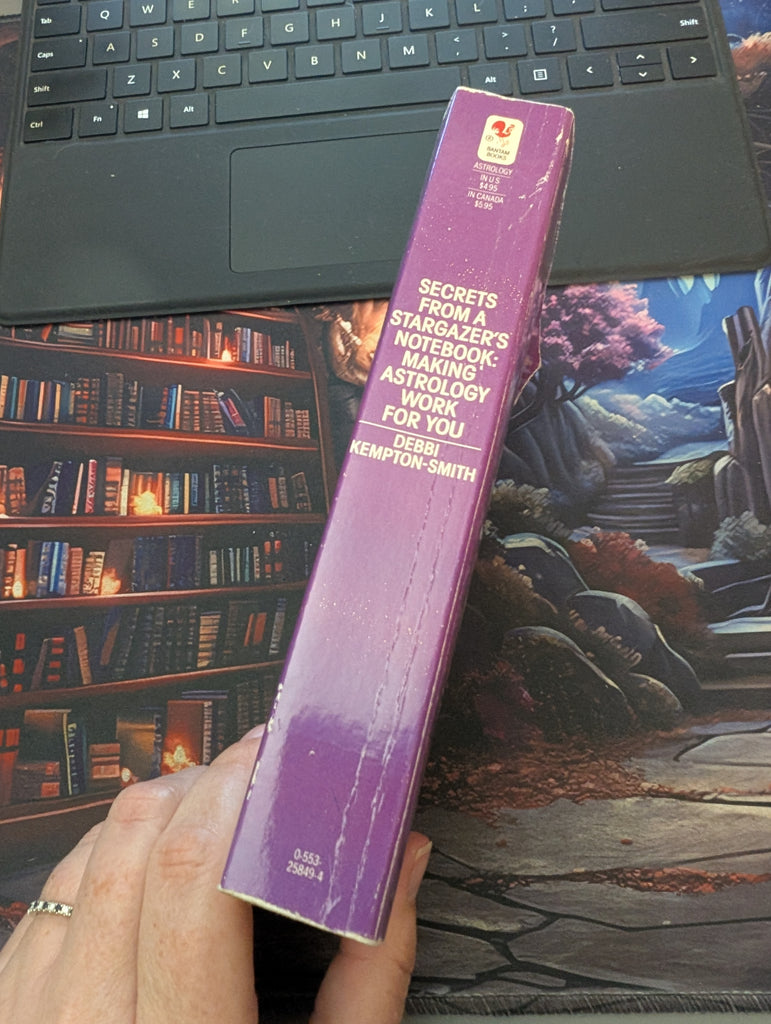 Tab Q W E R T Y U I O P
Caps A S D F G H J K L ; '
Shift Z X C V B N M < , > . ? / Shift
Ctrl Fn Alt Alt < >
BANTAM
BOOKS
ASTROLOGY
IN U.S.
$4.95
IN CANADA
$5.95
SECRETS
FROM A
STARGAZER'S
NOTEBOOK:
MAKING
ASTROLOGY
WORK
FOR YOU
DEBBI
KEMPTON-SMITH
0-553-
25849-4